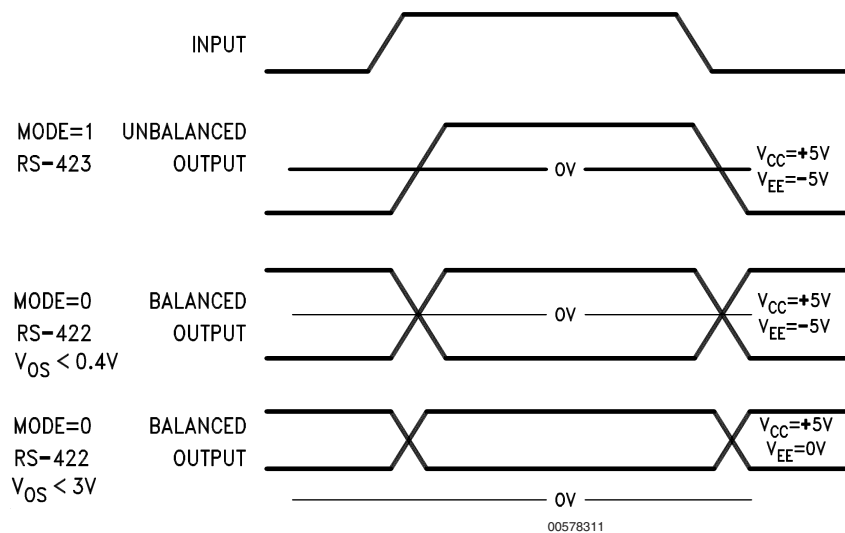 INPUT
MODE=1 UNBALANCED
RS-423 OUTPUT
0V
VCC=+5V
VEE=-5V
MODE=0 BALANCED
RS-422 OUTPUT
VOS < 0.4V
0V
VCC=+5V
VEE=-5V
MODE=0 BALANCED
RS-422 OUTPUT
VOS < 3V
VCC=+5V
VEE=0V
0V
00578311